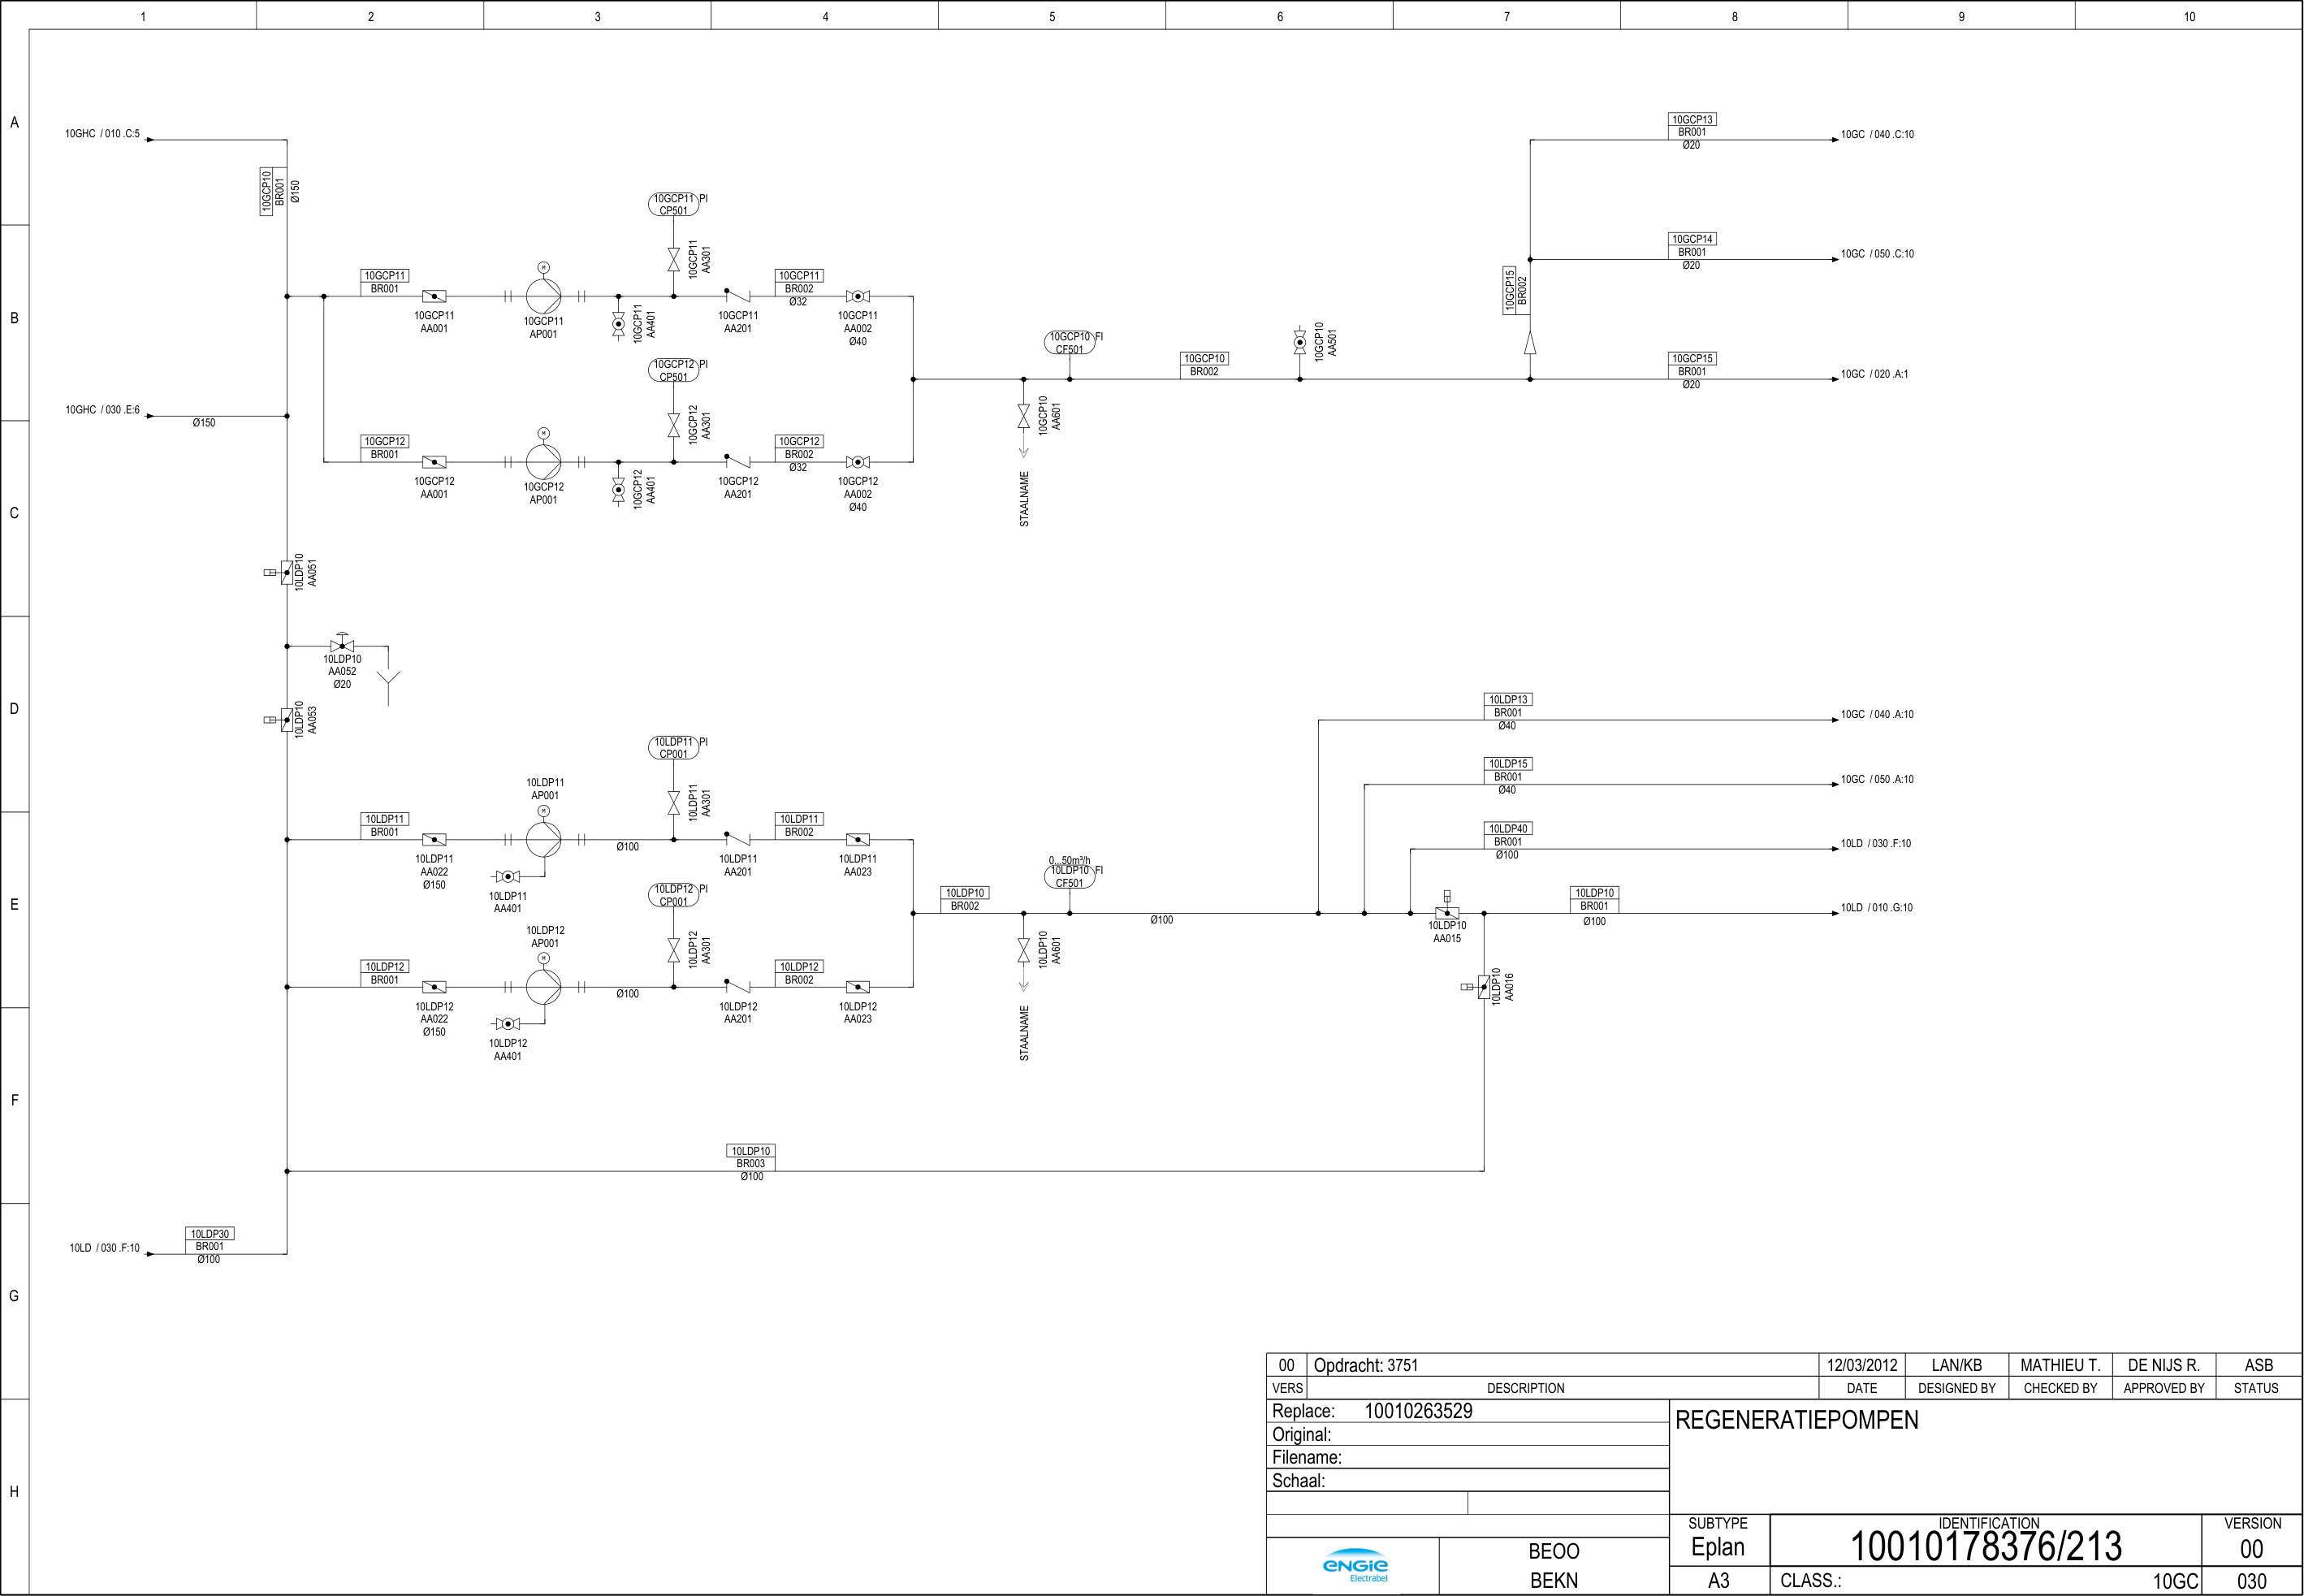 1 2 3 4 5 6 7 8 9 10
A
B
C
D
E
F
G
H
10GHC / 010 .C:5
10GCP10
BR001
Ø150
10GHC / 030 .E:6
Ø150
10GCP11
BR001
10GCP11
AA001
M
10GCP11
AP001
10GCP11
AA401
10GCP11 PI
CP501
10GCP11
AA301
10GCP11
AA201
10GCP11
BR002
Ø32
10GCP11
AA002
Ø40
10GCP12
BR001
10GCP12
AA001
M
10GCP12
AP001
10GCP12
AA401
10GCP12 PI
CP501
10GCP12
AA301
10GCP12
AA201
10GCP12
BR002
Ø32
10GCP12
AA002
Ø40
10GCP10
AA601
STAALNAME
10GCP10 FI
CF501
10GCP10
BR002
10GCP10
AA501
10GCP15
BR002
10GCP13
BR001
Ø20
10GC / 040 .C:10
10GCP14
BR001
Ø20
10GC / 050 .C:10
10GCP15
BR001
Ø20
10GC / 020 .A:1
10LDP10
AA051
10LDP10
AA052
Ø20
10LDP10
AA053
10LDP11
BR001
10LDP11
AA022
Ø150
10LDP11
AP001
M
10LDP11
AA401
Ø100
10LDP11 PI
CP001
10LDP11
AA301
10LDP11
AA201
10LDP11
BR002
10LDP11
AA023
10LDP12
BR001
10LDP12
AA022
Ø150
10LDP12
AP001
M
10LDP12
AA401
Ø100
10LDP12 PI
CP001
10LDP12
AA301
10LDP12
AA201
10LDP12
BR002
10LDP12
AA023
10LDP10
BR002
10LDP10
AA601
STAALNAME
0...50m³/h
10LDP10 FI
CF501
Ø100
10LDP13
BR001
Ø40
10GC / 040 .A:10
10LDP15
BR001
Ø40
10GC / 050 .A:10
10LDP40
BR001
Ø100
10LD / 030 .F:10
10LDP10
AA015
10LDP10
BR001
Ø100
10LD / 010 .G:10
10LDP10
AA016
10LDP10
BR003
Ø100
10LD / 030 .F:10
10LDP30
BR001
Ø100
00 Opdracht: 3751 12/03/2012 LAN/KB MATHIEU T. DE NIJS R. ASB
VERS DESCRIPTION DATE DESIGNED BY CHECKED BY APPROVED BY STATUS
Replace: 10010263529
Original:
Filename:
Schaal:
REGENERATIEPOMPEN
ENGIE
Electrabel
BEOO
BEKN
SUBTYPE
Eplan
A3
IDENTIFICATION
10010178376/213
CLASS.: 10GC
VERSION
00
030